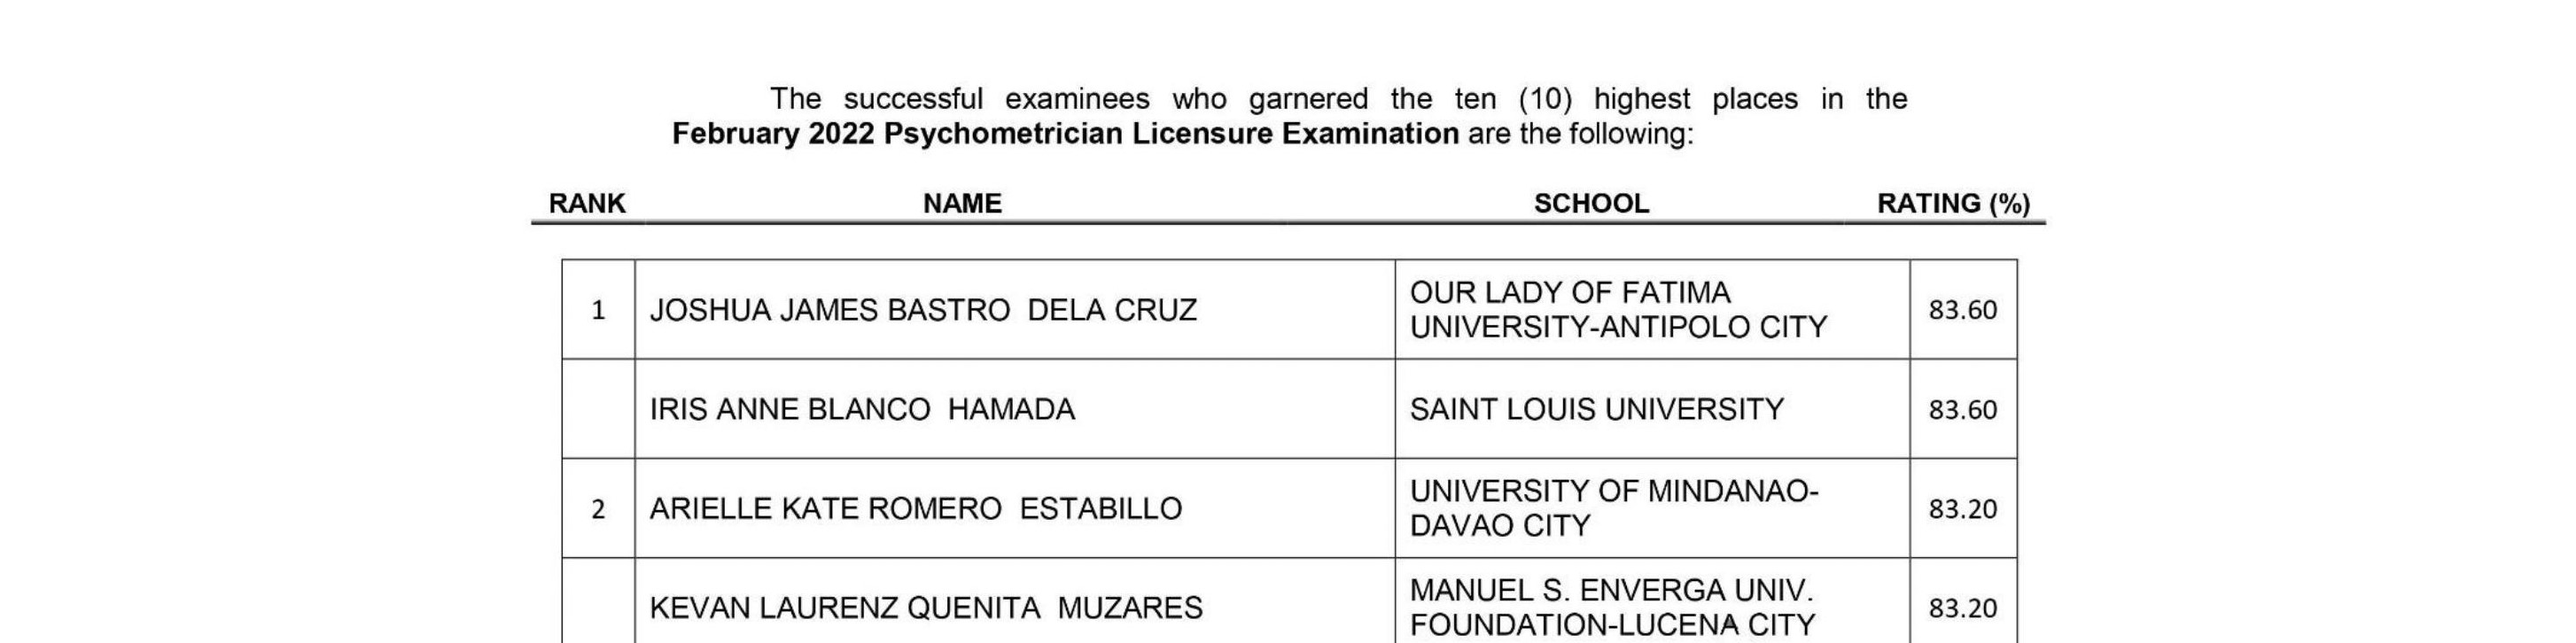 The successful examinees who garnered the ten (10) highest places in the
February 2022 Psychometrician Licensure Examination are the following:
RANK NAME SCHOOL RATING (%)
1 JOSHUA JAMES BASTRO DELA CRUZ OUR LADY OF FATIMA
UNIVERSITY-ANTIPOLO CITY 83.60
IRIS ANNE BLANCO HAMADA SAINT LOUIS UNIVERSITY 83.60
2 ARIELLE KATE ROMERO ESTABILLO UNIVERSITY OF MINDANAO-
DAVAO CITY 83.20
KEVAN LAURENZ QUENITA MUZARES MANUEL S. ENVERGA UNIV.
FOUNDATION-LUCENA CITY 83.20